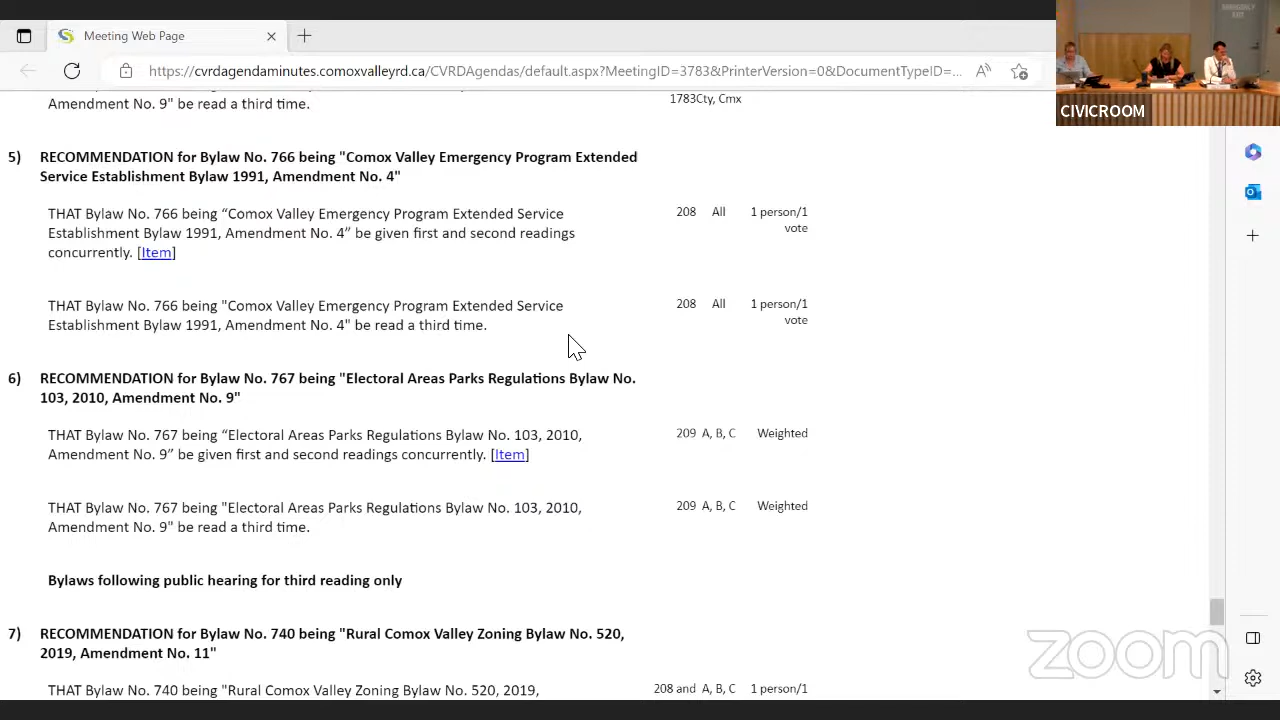 Meeting Web Page
https://cvrdagendaminutes.comoxvalleyrd.ca/CVRDAgendas/default.aspx?MeetingID=3783&PrinterVersion=0&DocumentTypeID=...
CIVICROOM
Amendment No. 9" be read a third time.
1783Cty, Cmx
5) RECOMMENDATION for Bylaw No. 766 being "Comox Valley Emergency Program Extended
Service Establishment Bylaw 1991, Amendment No. 4"
THAT Bylaw No. 766 being “Comox Valley Emergency Program Extended Service 208 All 1 person/1
Establishment Bylaw 1991, Amendment No. 4” be given first and second readings vote
concurrently. [Item]
THAT Bylaw No. 766 being "Comox Valley Emergency Program Extended Service 208 All 1 person/1
Establishment Bylaw 1991, Amendment No. 4" be read a third time. vote
6) RECOMMENDATION for Bylaw No. 767 being "Electoral Areas Parks Regulations Bylaw No.
103, 2010, Amendment No. 9"
THAT Bylaw No. 767 being “Electoral Areas Parks Regulations Bylaw No. 103, 2010, 209 A, B, C Weighted
Amendment No. 9” be given first and second readings concurrently. [Item]
THAT Bylaw No. 767 being "Electoral Areas Parks Regulations Bylaw No. 103, 2010, 209 A, B, C Weighted
Amendment No. 9" be read a third time.
Bylaws following public hearing for third reading only
7) RECOMMENDATION for Bylaw No. 740 being "Rural Comox Valley Zoning Bylaw No. 520,
2019, Amendment No. 11"
THAT Bylaw No. 740 being "Rural Comox Valley Zoning Bylaw No. 520, 2019, 208 and A, B, C 1 person/1
zoom